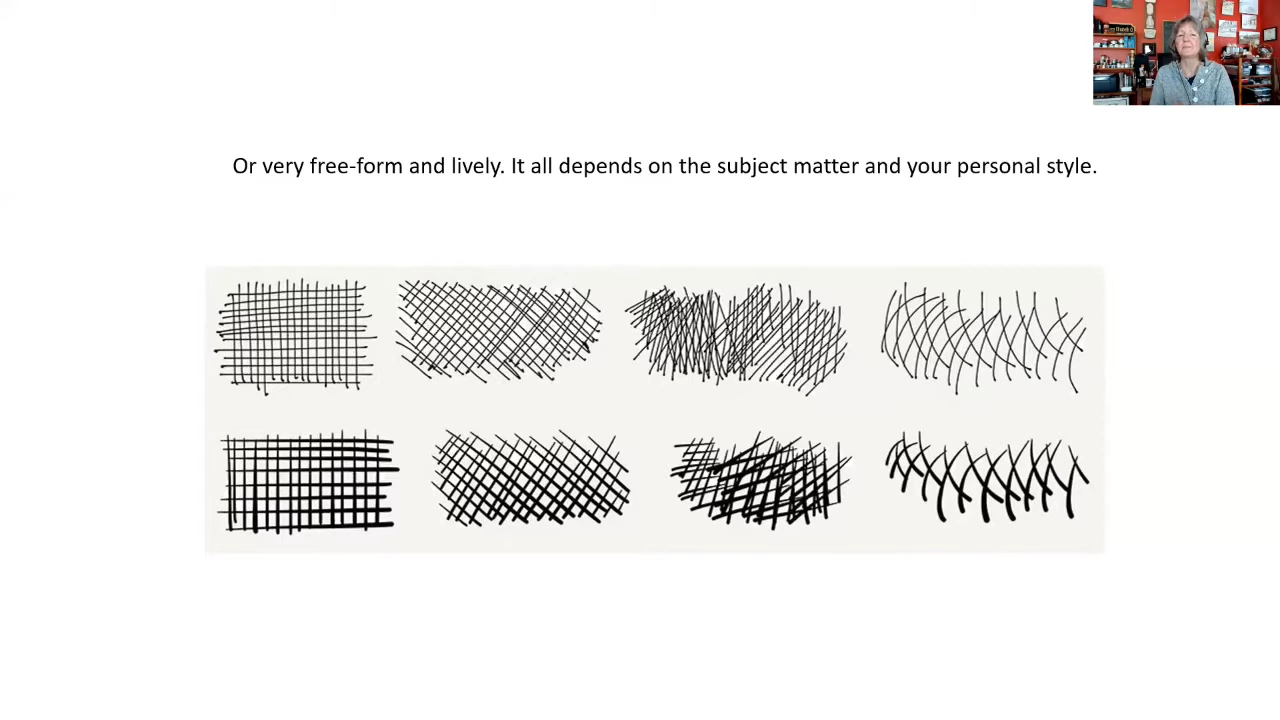 Or very free-form and lively. It all depends on the subject matter and your personal style.